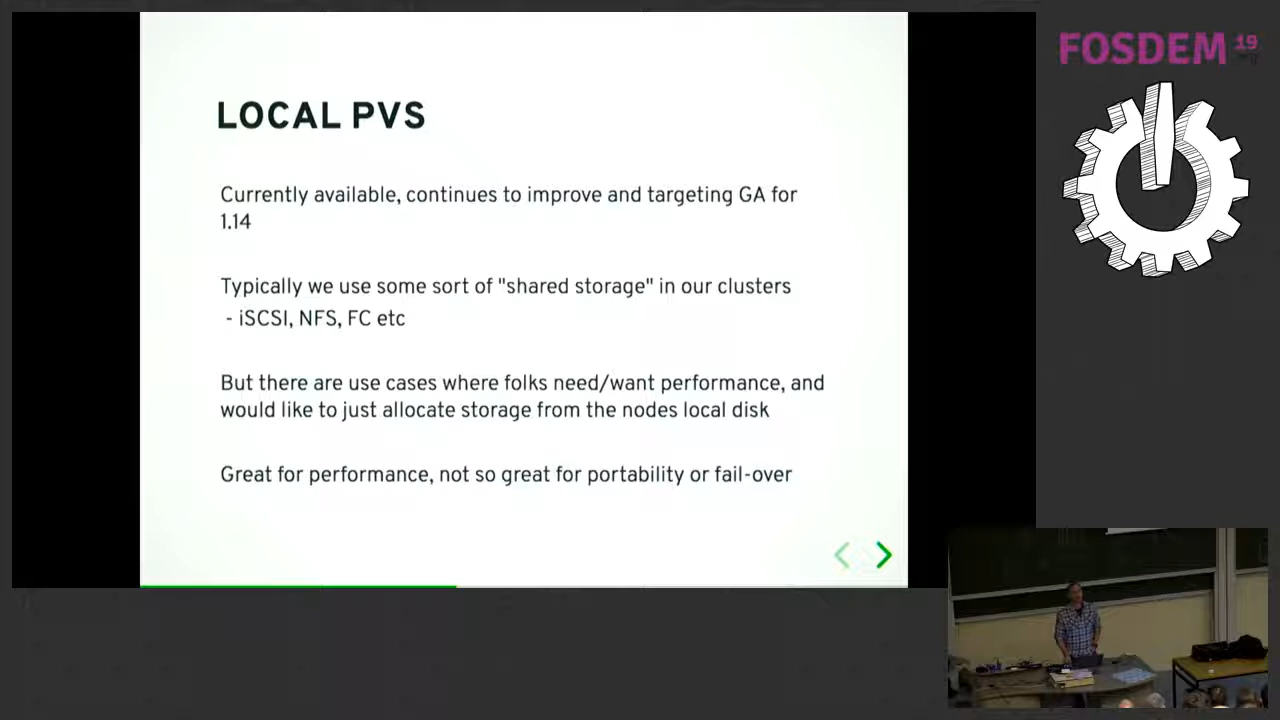 LOCAL PVS
Currently available, continues to improve and targeting GA for
1.14
Typically we use some sort of "shared storage" in our clusters
- iSCSI, NFS, FC etc
But there are use cases where folks need/want performance, and
would like to just allocate storage from the nodes local disk
Great for performance, not so great for portability or fail-over
FOSDEM 19